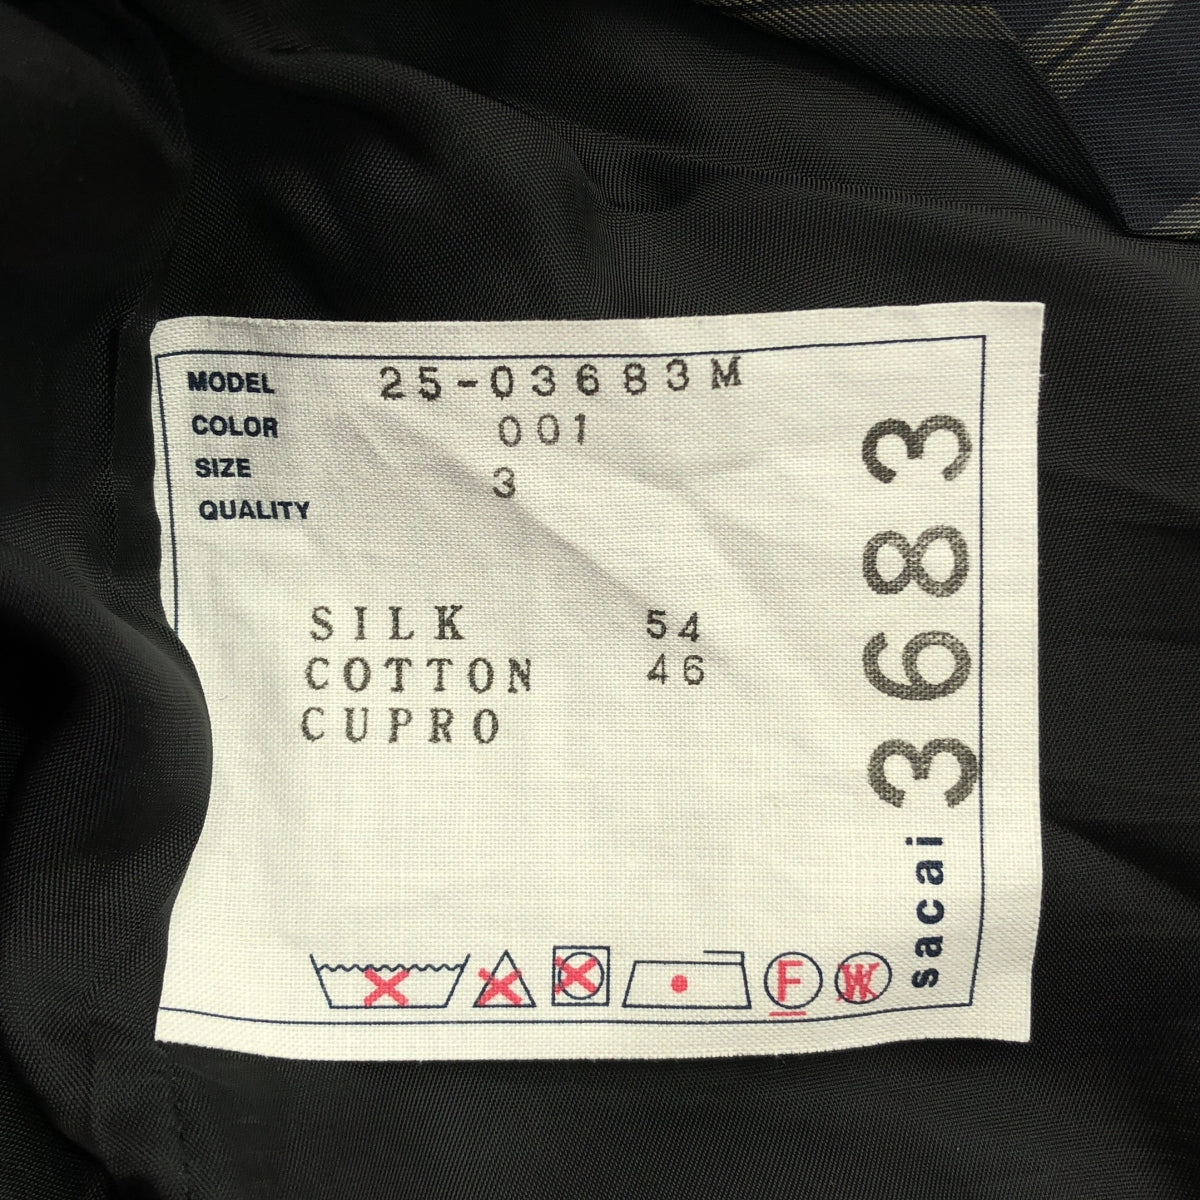 MODEL 25-03683M
COLOR 001
SIZE 3
QUALITY
SILK 54
COTTON 46
CUPRO
F W
sacai 3683